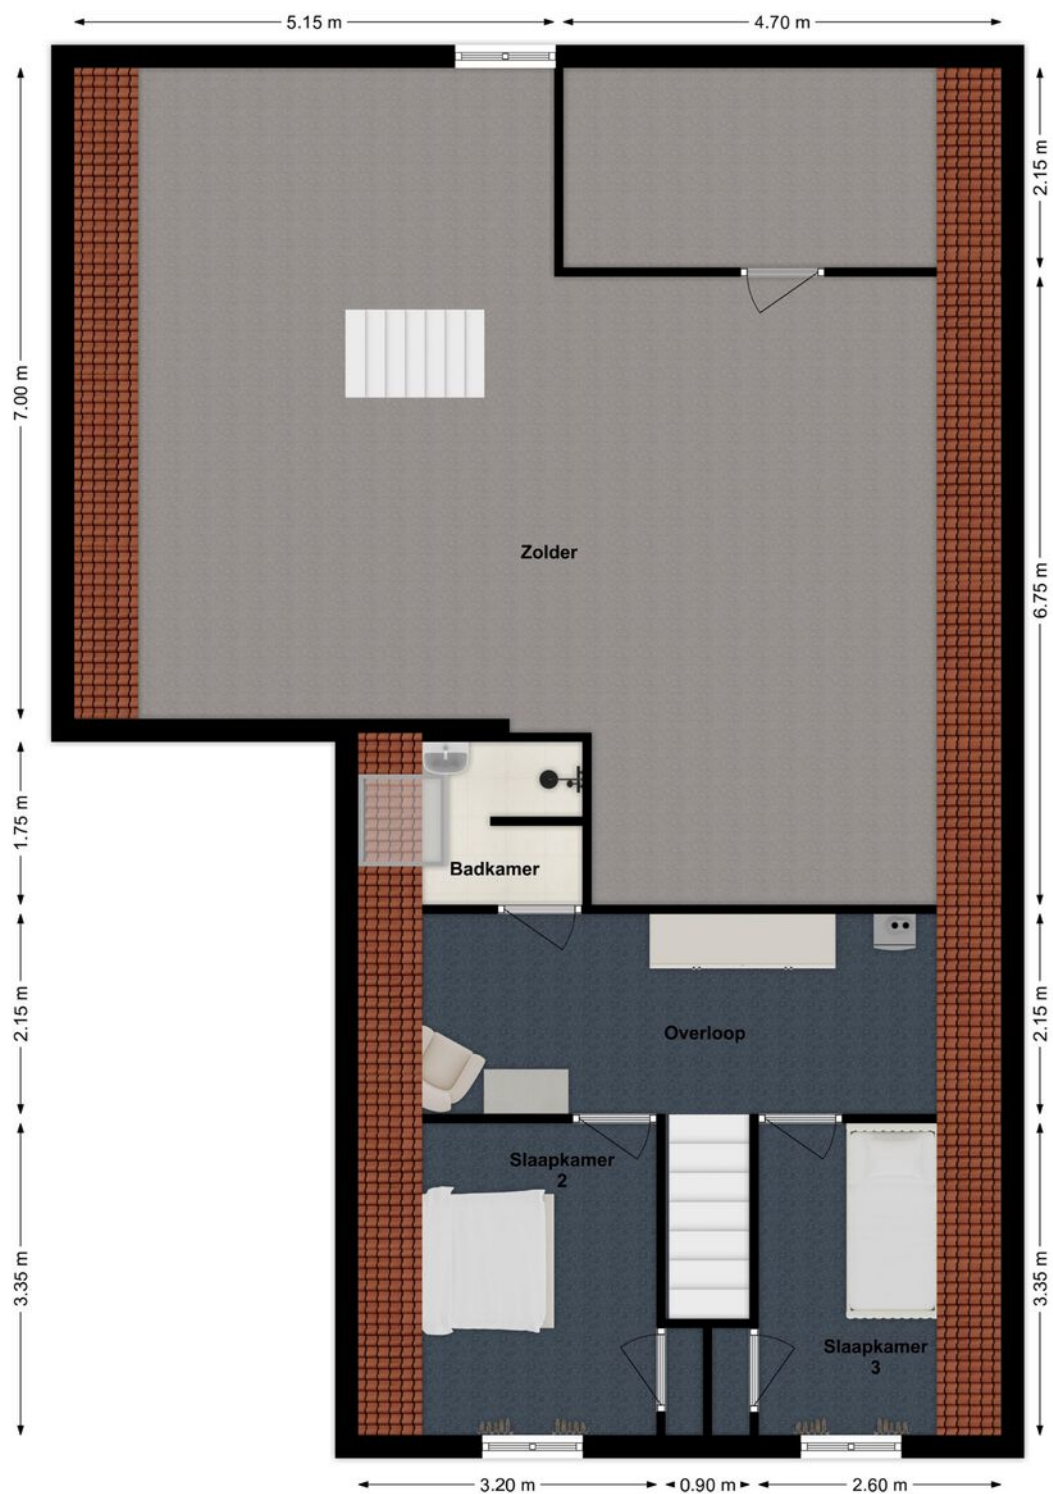 5.15 m
4.70 m
2.15 m
7.00 m
Zolder
6.75 m
1.75 m
Badkamer
2.15 m
Overloop
2.15 m
Slaapkamer
2
3.35 m
3.35 m
Slaapkamer
3
3.20 m
0.90 m
2.60 m